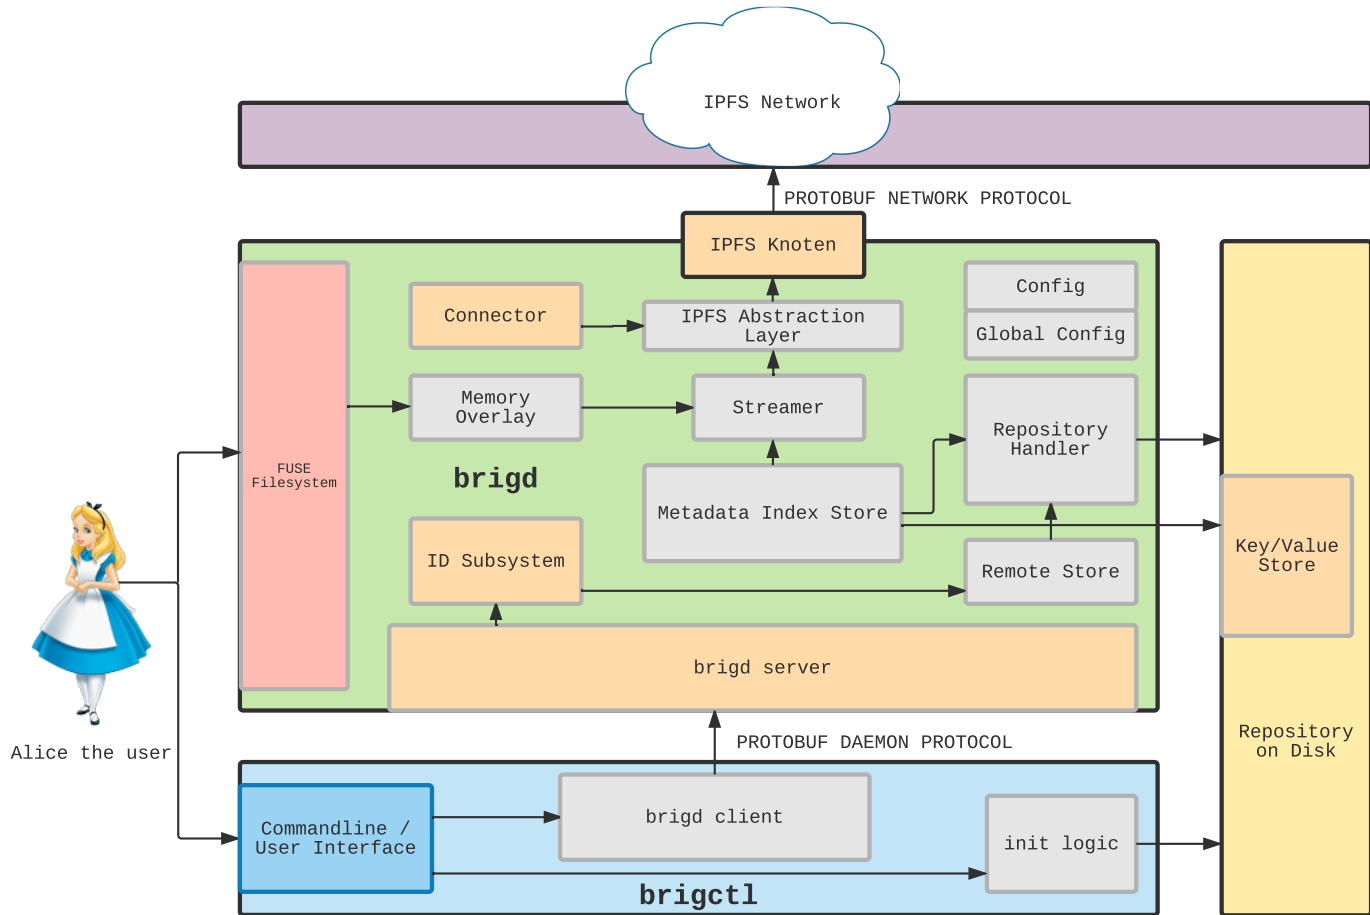 IPFS Network
PROTOBUF NETWORK PROTOCOL
IPFS Knoten
Config
Connector
IPFS Abstraction
Layer
Global Config
Memory
Overlay
Streamer
Repository
Handler
FUSE
Filesystem
brigd
Metadata Index Store
ID Subsystem
Remote Store
Key/Value
Store
brigd server
Repository
on Disk
PROTOBUF DAEMON PROTOCOL
Alice the user
Commandline /
User Interface
brigd client
init logic
brigctl